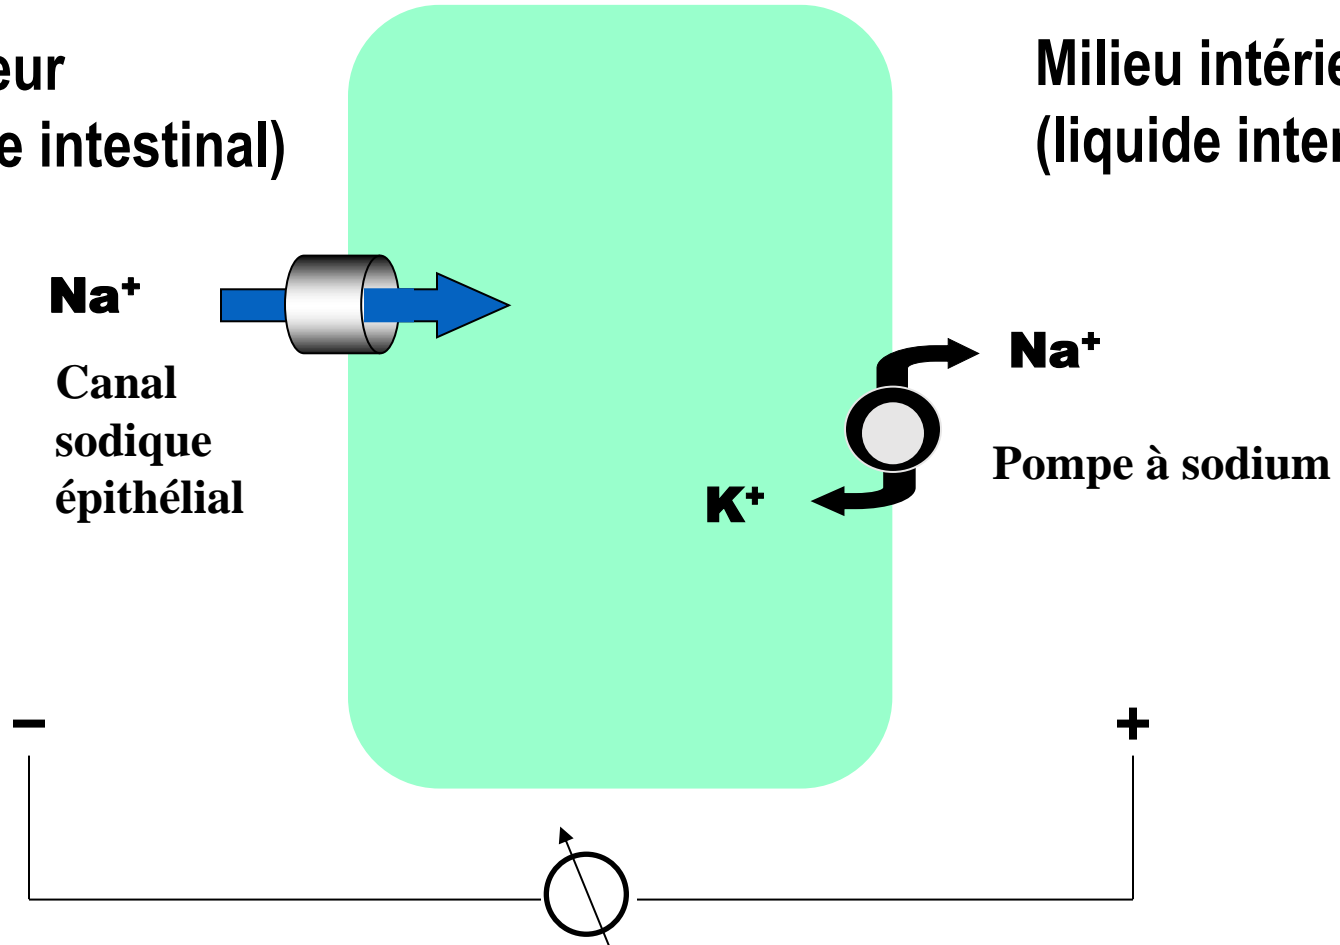 eur
e intestinal)
Milieu intérie
(liquide inter
Na⁺
Canal
sodique
épithélial
Na⁺
Pompe à sodium
K⁺
–
+